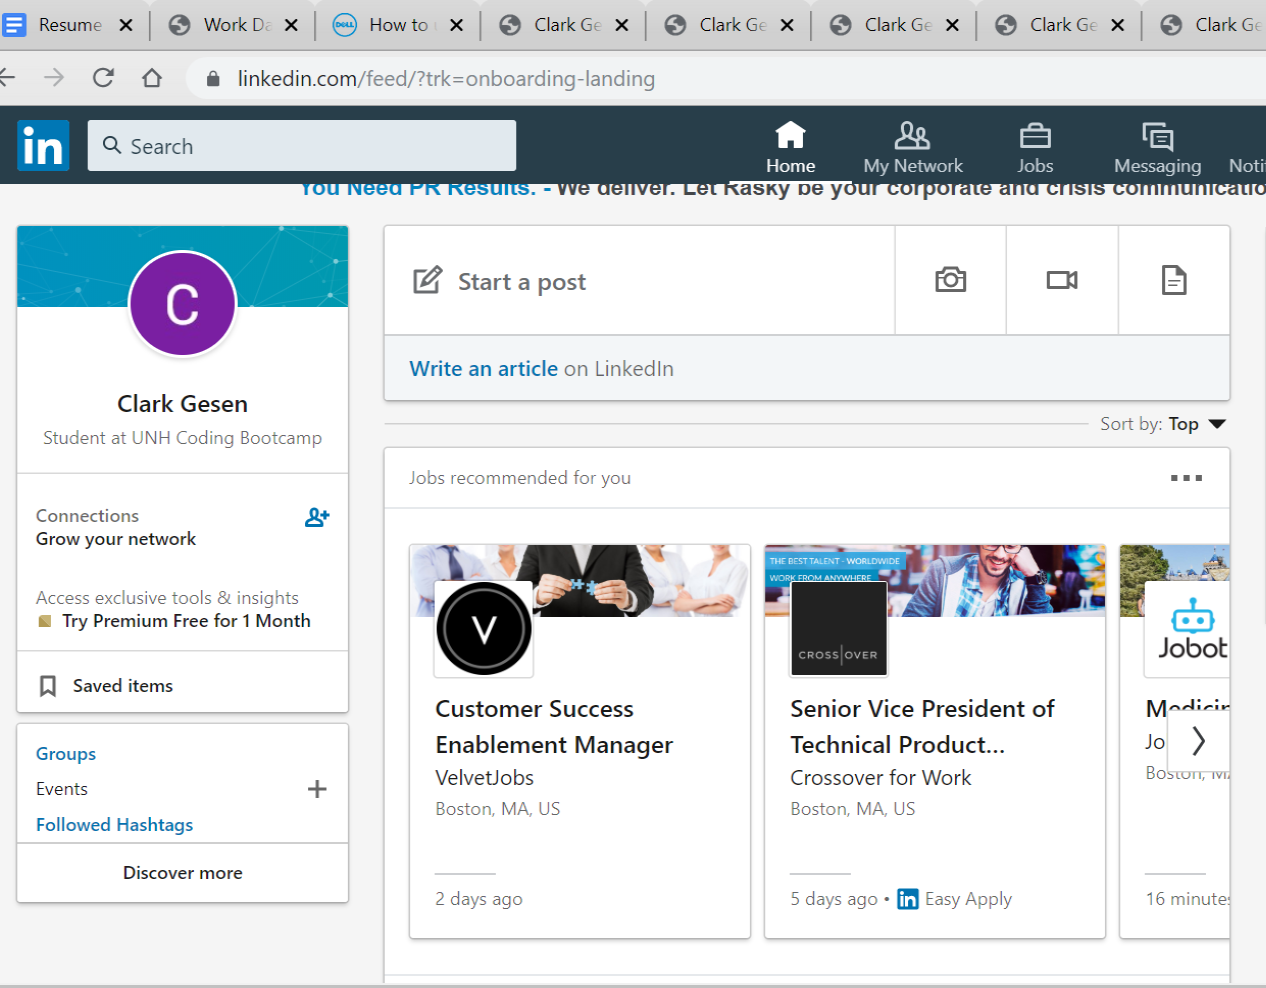 Resume
Work Da
DELL
How to
Clark Ge
Clark Ge
Clark Ge
Clark Ge
Clark Ge
linkedin.com/feed/?trk=onboarding-landing
in
Search
Home
My Network
Jobs
Messaging
Noti
You Need PR Results. - We deliver. Let Rasky be your corporate and crisis communicatio
C
Clark Gesen
Student at UNH Coding Bootcamp
Connections
Grow your network
Access exclusive tools & insights
Try Premium Free for 1 Month
Saved items
Groups
Events
Followed Hashtags
Discover more
Start a post
Write an article on LinkedIn
Sort by: Top
Jobs recommended for you
V
Customer Success
Enablement Manager
VelvetJobs
Boston, MA, US
2 days ago
THE BEST TALENT - WORLDWIDE
WORK FROM ANYWHERE
CROSS|OVER
Senior Vice President of
Technical Product...
Crossover for Work
Boston, MA, US
5 days ago • in Easy Apply
Jobot
Medicin
Jo
Boston, MA
16 minutes